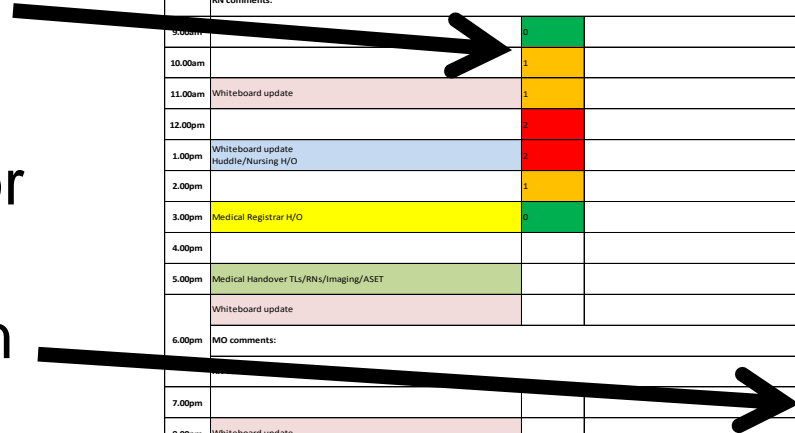 RN comments:
9.00am 0
10.00am 1
11.00am Whiteboard update 1
12.00pm 2
1.00pm Whiteboard update
Huddle/Nursing H/O 2
or
2.00pm 1
3.00pm Medical Registrar H/O 0
4.00pm
5.00pm Medical Handover TLs/RNs/Imaging/ASET
Whiteboard update
6.00pm MO comments:
7.00pm
Whiteboard update